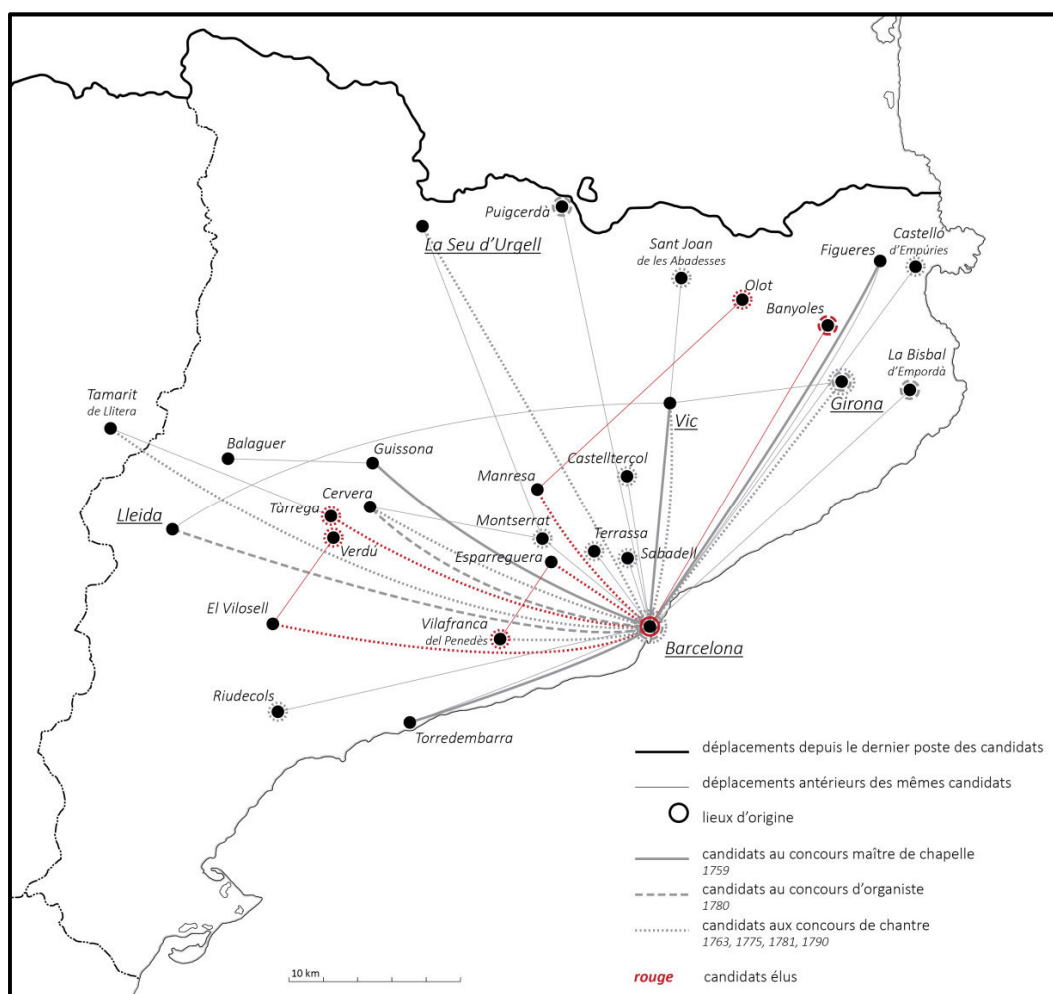 Puigcerdà
La Seu d'Urgell
Sant Joan
de les Abadesses
Figueres
Castelló
d'Empúries
Olot
Banyoles
La Bisbal
d'Empordà
Girona
Tamarit
de Llitera
Vic
Balaguer
Guissona
Castellterçol
Manresa
Cervera
Tàrrega
Lleida
Montserrat
Terrassa
Verdú
Esparreguera
Sabadell
El Vilosell
Vilafranca
del Penedès
Barcelona
Riudecols
Torredembarra
déplacements depuis le dernier poste des candidats
déplacements antérieurs des mêmes candidats
lieux d'origine
candidats au concours maître de chapelle
1759
candidats au concours d'organiste
1780
candidats aux concours de chantre
1763, 1775, 1781, 1790
rouge candidats élus
10 km